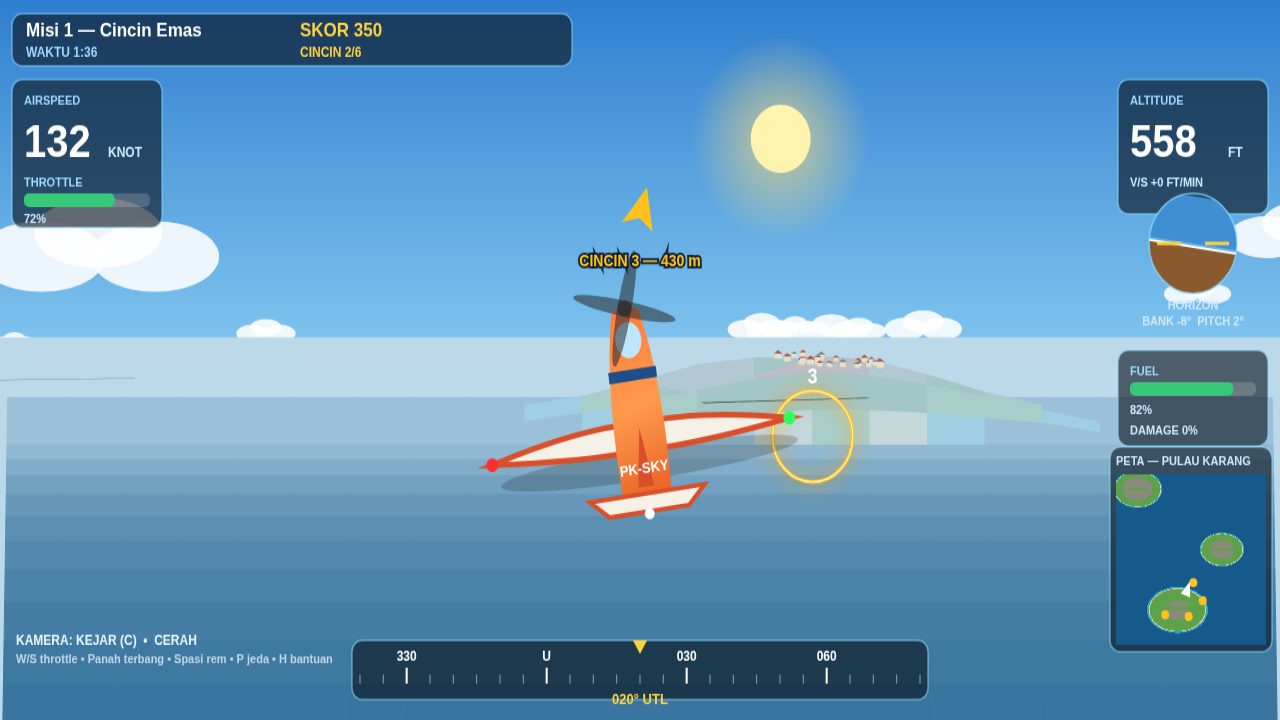 Misi 1 — Cincin Emas
SKOR 350
WAKTU 1:36
CINCIN 2/6
AIRSPEED
132 KNOT
THROTTLE
72%
ALTITUDE
558 FT
V/S +0 FT/MIN
HORIZON
BANK -8° PITCH 2°
CINCIN 3 — 430 m
3
FUEL
82%
DAMAGE 0%
PETA — PULAU KARANG
PK-SKY
KAMERA: KEJAR (C) • CERAH
W/S throttle • Panah terbang • Spasi rem • P jeda • H bantuan
330 U 030 060
020° UTL